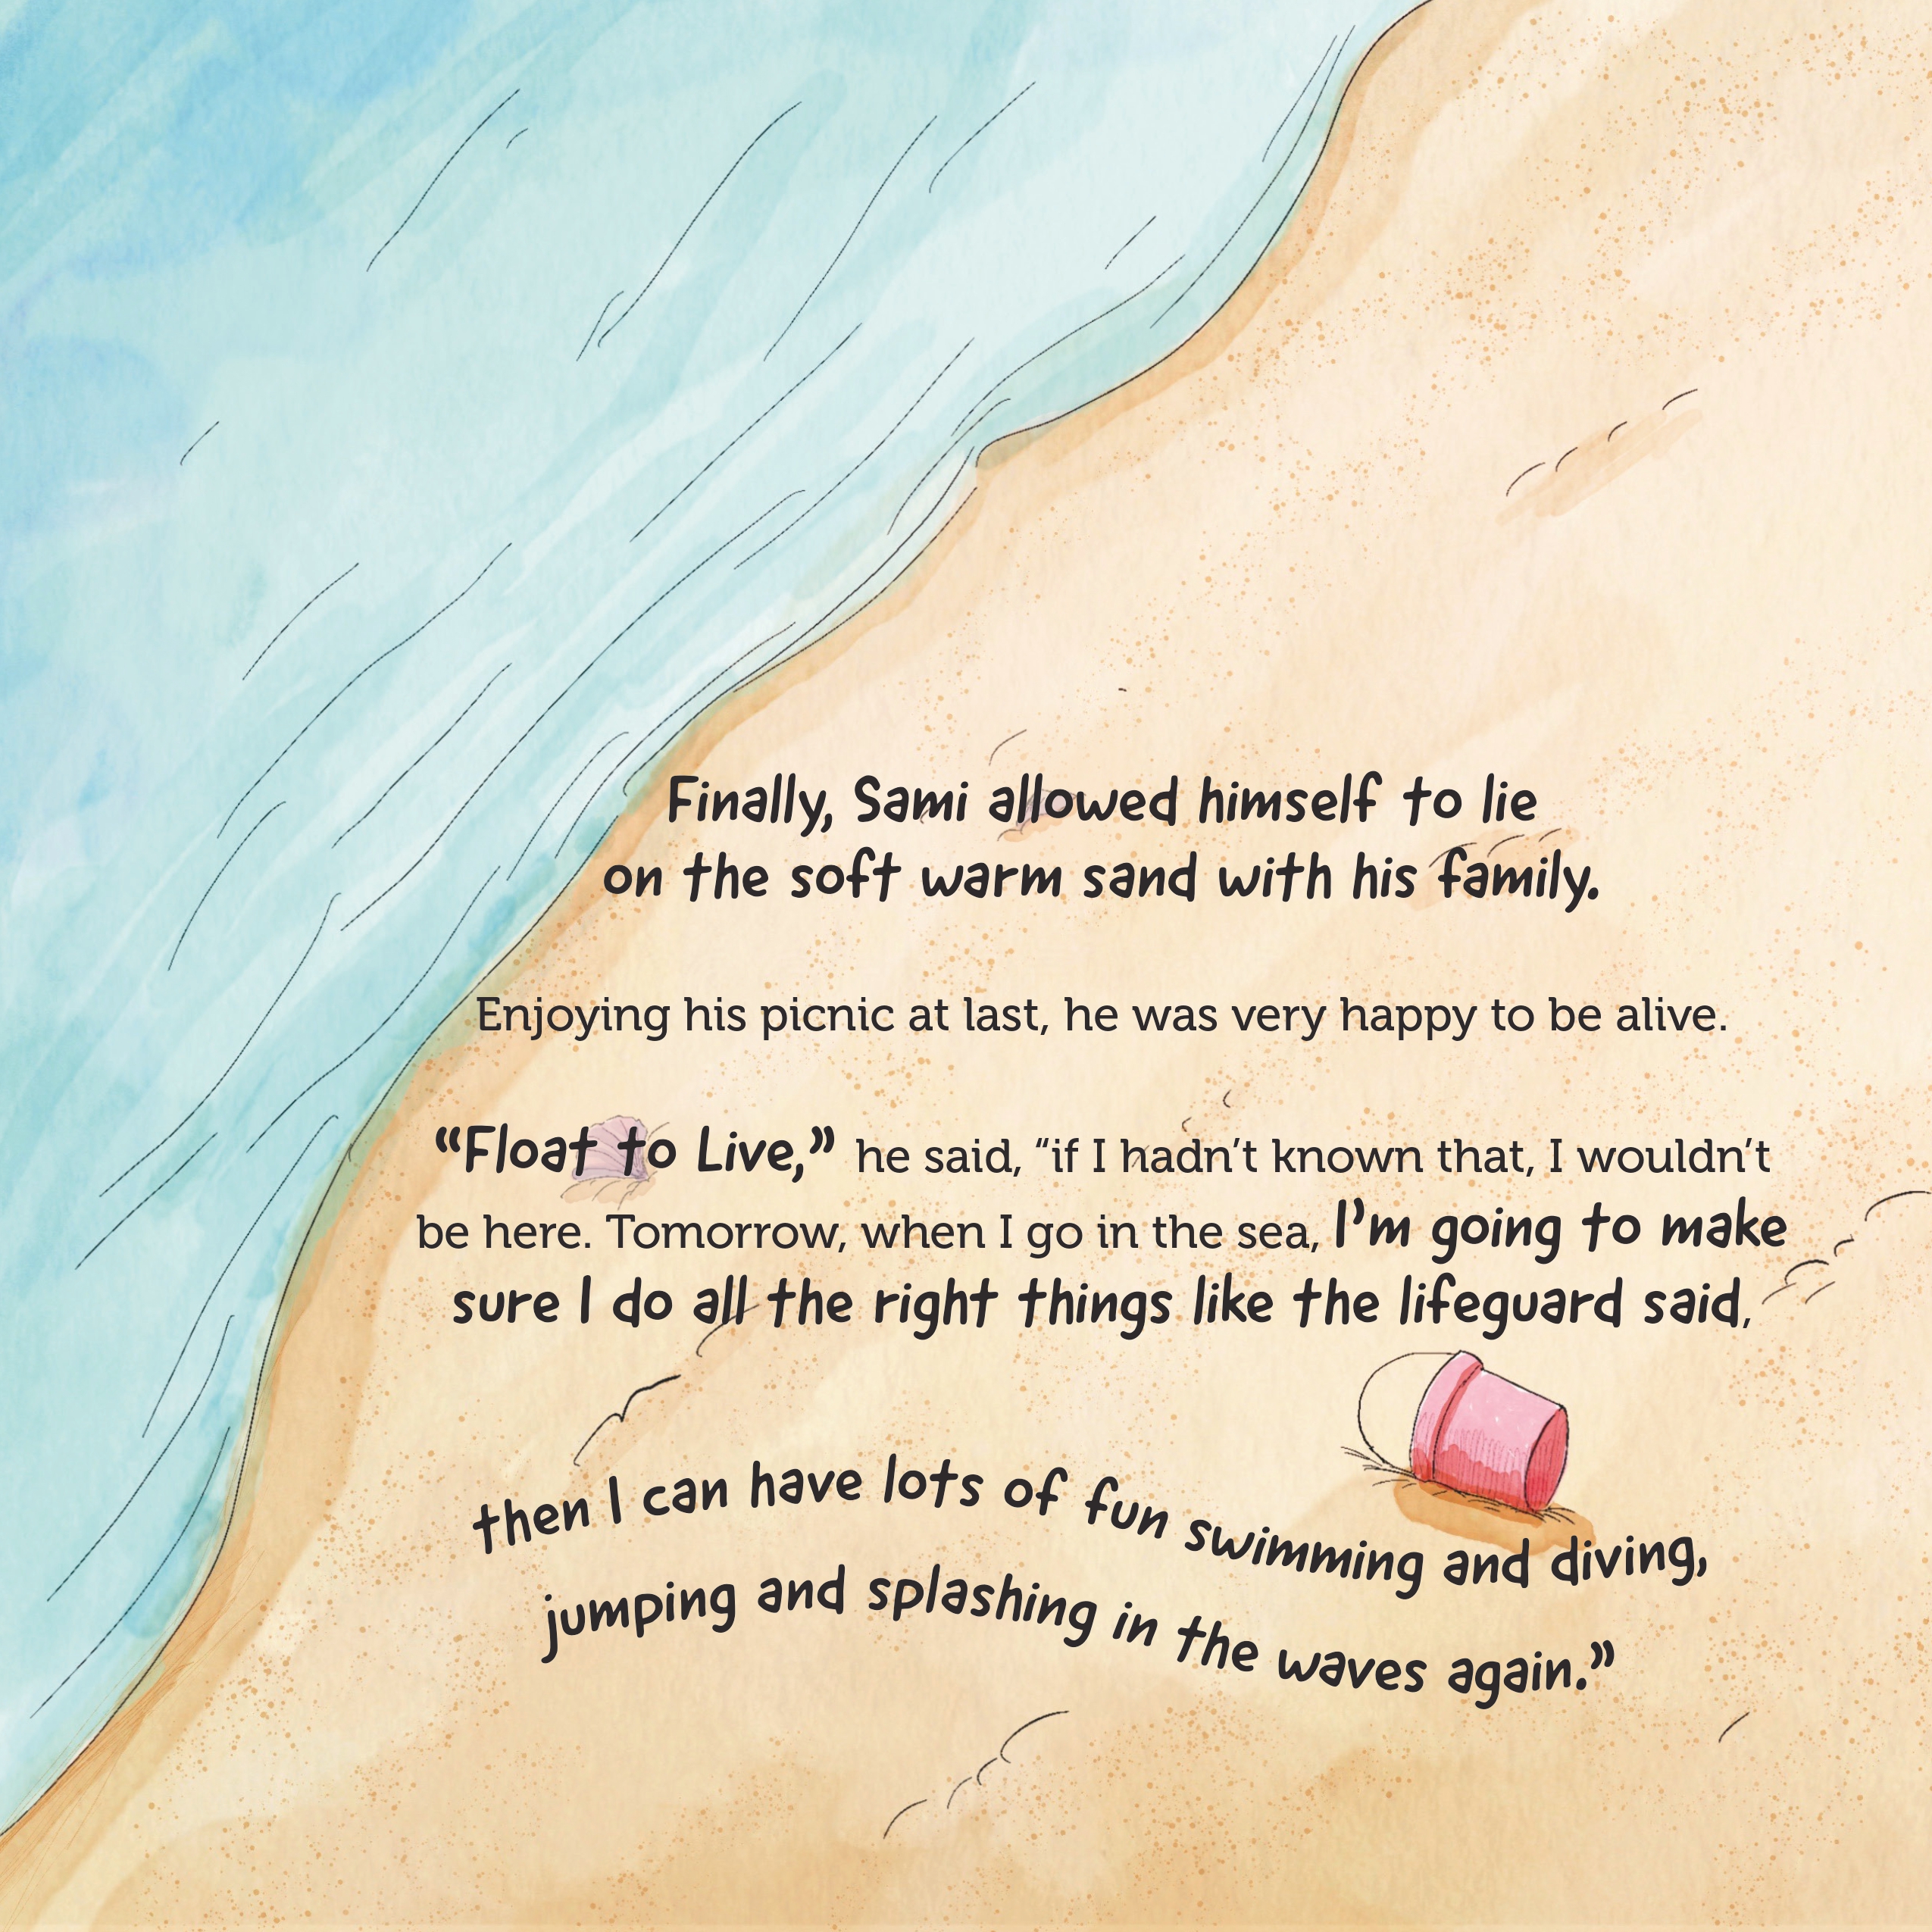 Finally, Sami allowed himself to lie
on the soft warm sand with his family.
Enjoying his picnic at last, he was very happy to be alive.
“Float to Live,” he said, “if I hadn’t known that, I wouldn’t
be here. Tomorrow, when I go in the sea, I’m going to make
sure I do all the right things like the lifeguard said,
then I can have lots of fun swimming and diving,
jumping and splashing in the waves again.”